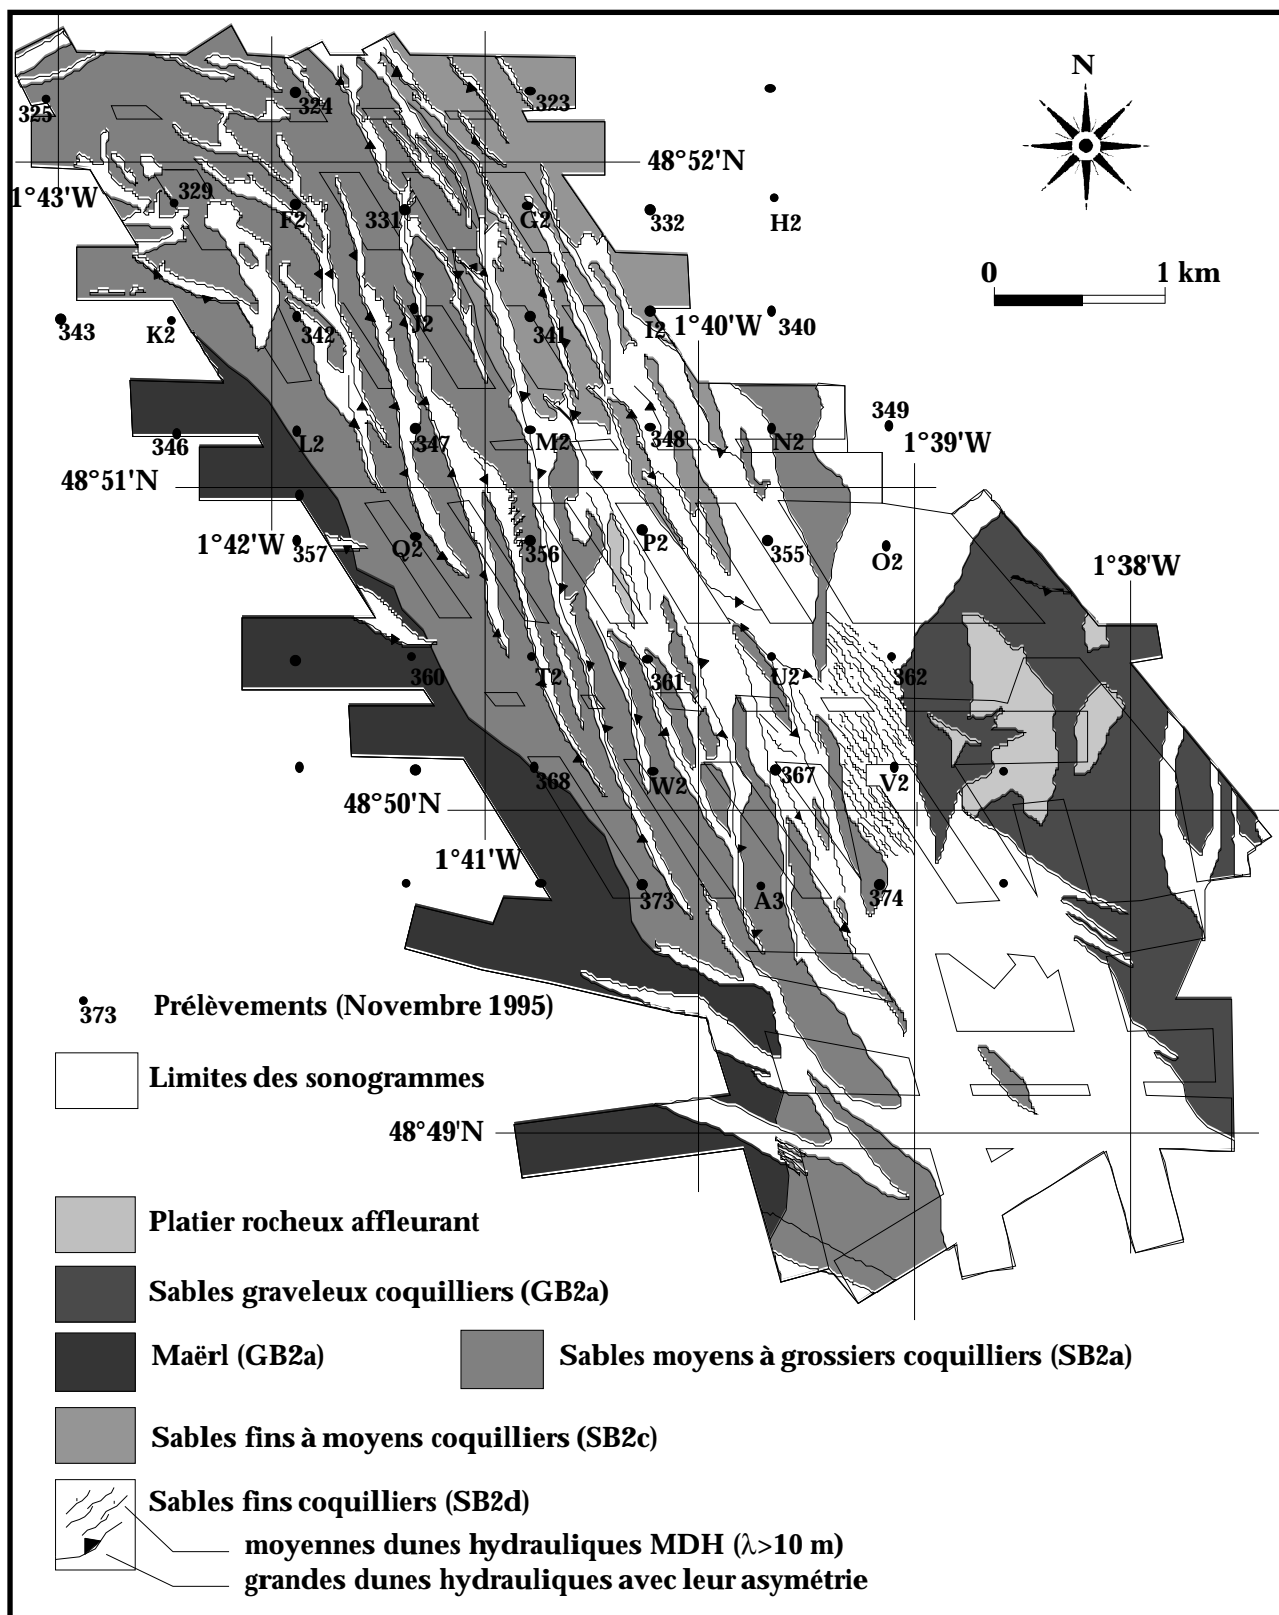 N
325
324
323
48°52'N
1°43'W
329
F2
331
G2
332
H2
0
1 km
343
K2
342
J2
341
I2
1°40'W
340
346
L2
347
M2
348
N2
349
1°39'W
48°51'N
1°42'W
357
Q2
356
P2
355
O2
1°38'W
360
T2
361
U2
362
368
W2
367
V2
48°50'N
1°41'W
373
A3
374
373
Prélèvements (Novembre 1995)
Limites des sonogrammes
48°49'N
Platier rocheux affleurant
Sables graveleux coquilliers (GB2a)
Maërl (GB2a)
Sables moyens à grossiers coquilliers (SB2a)
Sables fins à moyens coquilliers (SB2c)
Sables fins coquilliers (SB2d)
moyennes dunes hydrauliques MDH (λ>10 m)
grandes dunes hydrauliques avec leur asymétrie